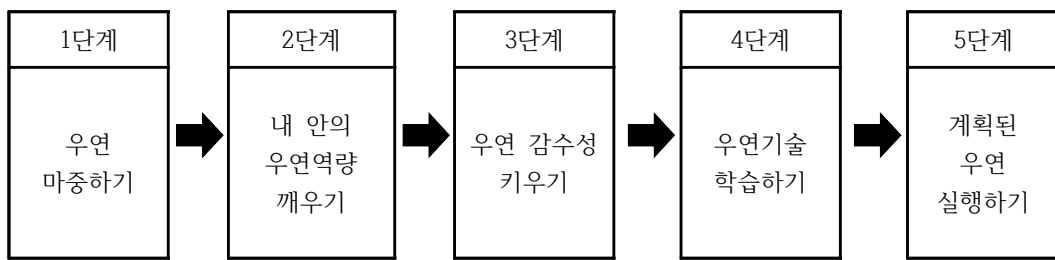 1단계
우연
마중하기
2단계
내 안의
우연역량
깨우기
3단계
우연 감수성
키우기
4단계
우연기술
학습하기
5단계
계획된
우연
실행하기